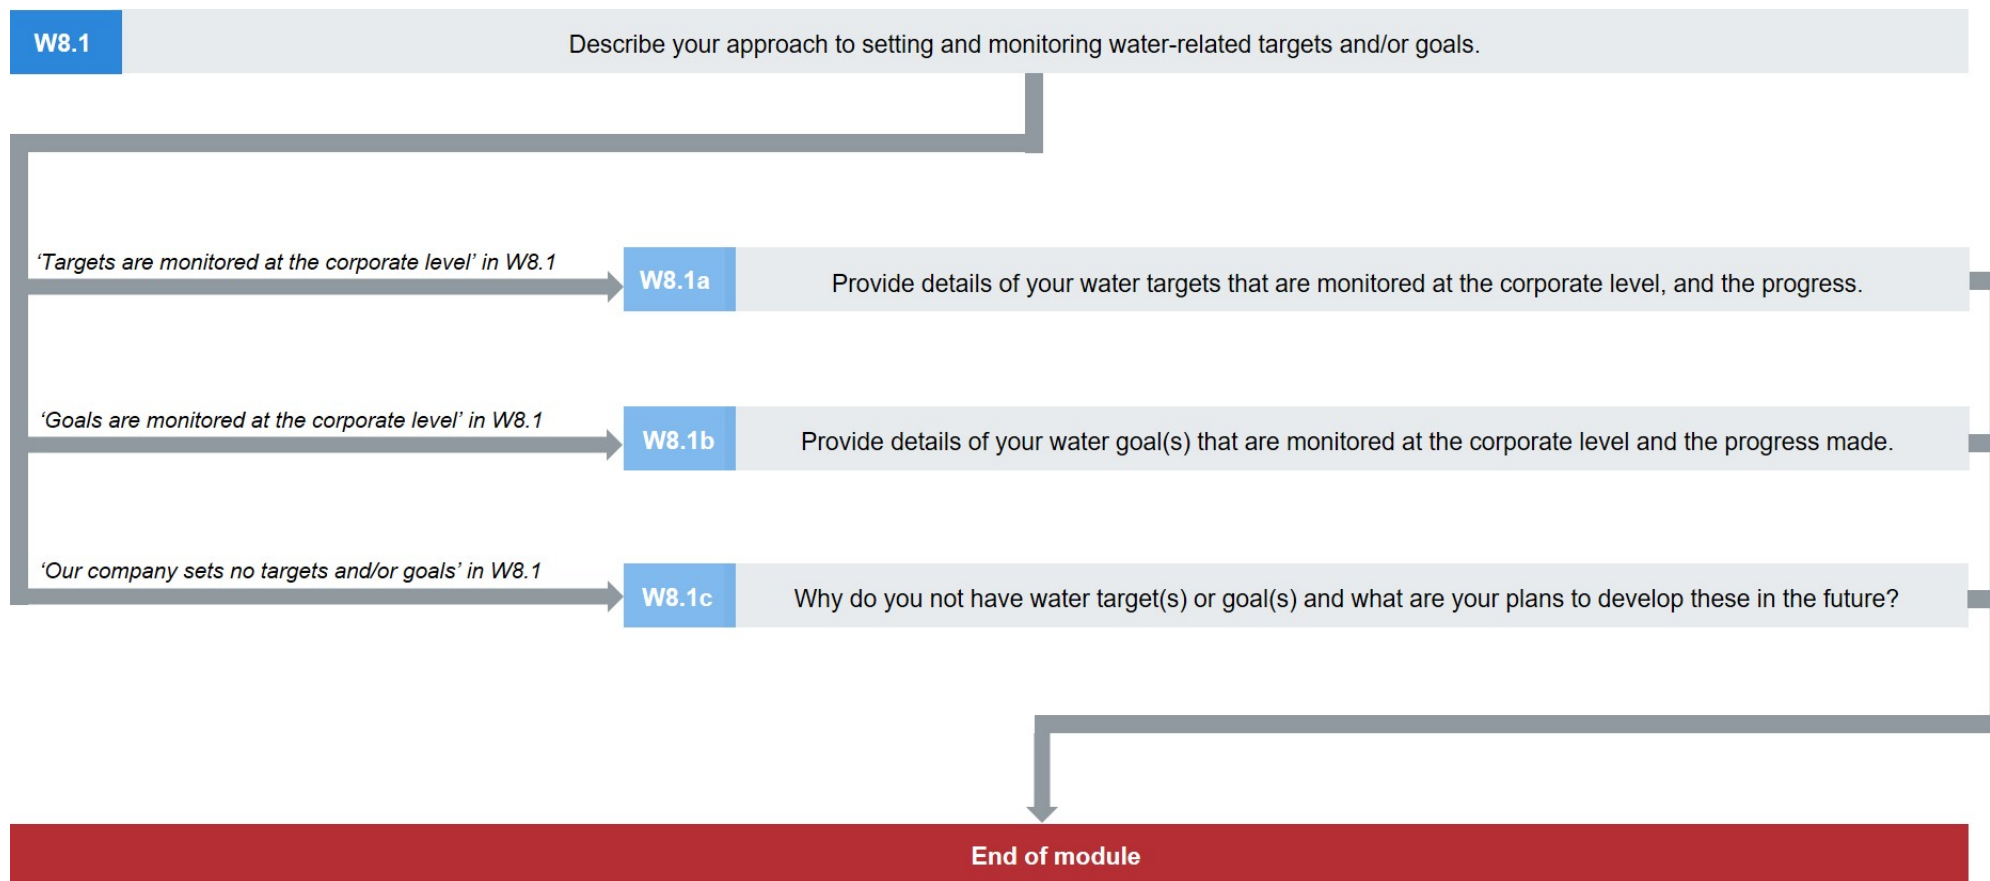 W8.1
Describe your approach to setting and monitoring water-related targets and/or goals.
‘Targets are monitored at the corporate level’ in W8.1
W8.1a
Provide details of your water targets that are monitored at the corporate level, and the progress.
‘Goals are monitored at the corporate level’ in W8.1
W8.1b
Provide details of your water goal(s) that are monitored at the corporate level and the progress made.
‘Our company sets no targets and/or goals’ in W8.1
W8.1c
Why do you not have water target(s) or goal(s) and what are your plans to develop these in the future?
End of module